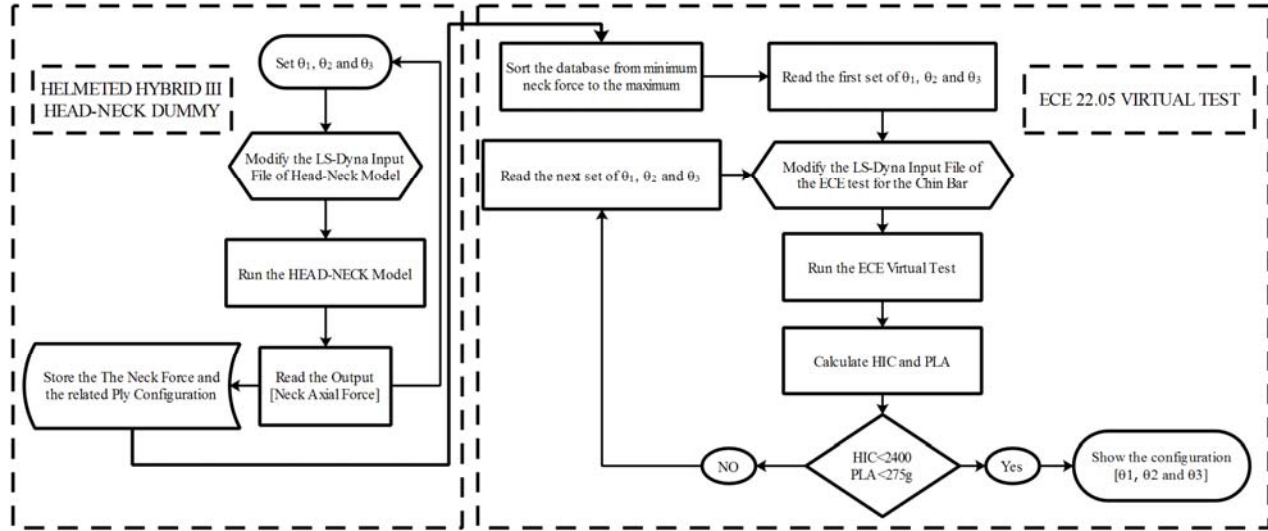 HELMETED HYBRID III
HEAD-NECK DUMMY
Set θ1, θ2 and θ3
Modify the LS-Dyna Input
File of Head-Neck Model
Run the HEAD-NECK Model
Read the Output
[Neck Axial Force]
Store the The Neck Force and
the related Ply Configuration
Sort the database from minimum
neck force to the maximum
Read the first set of θ1, θ2 and θ3
ECE 22.05 VIRTUAL TEST
Read the next set of θ1, θ2 and θ3
Modify the LS-Dyna Input File of
the ECE test for the Chin Bar
Run the ECE Virtual Test
Calculate HIC and PLA
HIC<2400
PLA<275g
NO
Yes
Show the configuration
[θ1, θ2 and θ3]